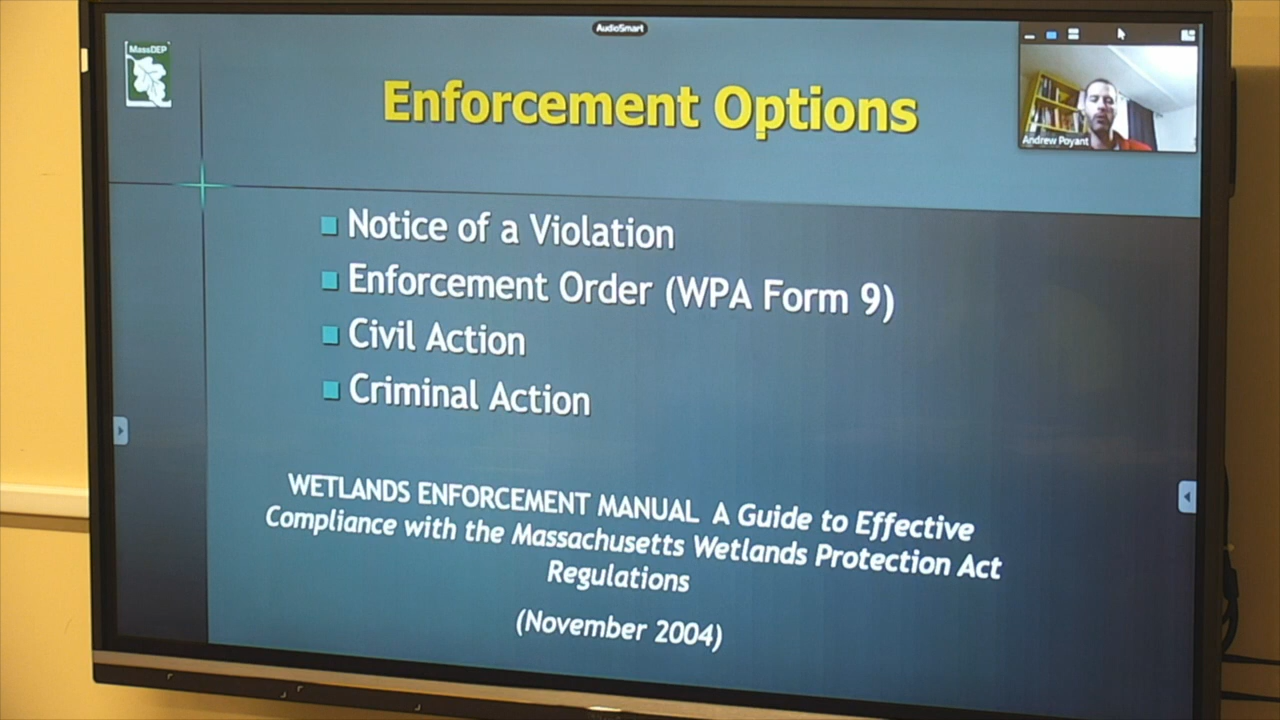 AudioSmart
MassDEP
Enforcement Options
Andrew Poyant
Notice of a Violation
Enforcement Order (WPA Form 9)
Civil Action
Criminal Action
WETLANDS ENFORCEMENT MANUAL A Guide to Effective
Compliance with the Massachusetts Wetlands Protection Act
Regulations
(November 2004)